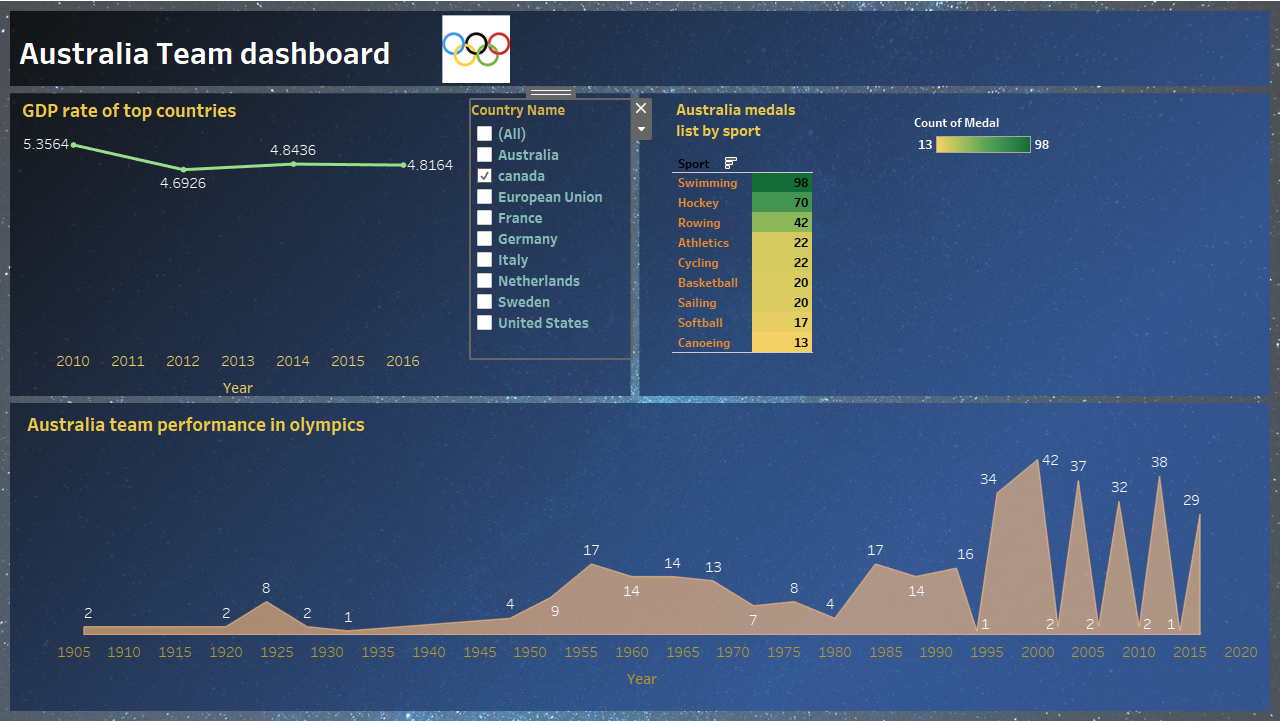 Australia Team dashboard
GDP rate of top countries
5.3564
4.6926
4.8436
4.8164
2010 2011 2012 2013 2014 2015 2016
Year
Country Name
(All)
Australia
canada
European Union
France
Germany
Italy
Netherlands
Sweden
United States
Australia medals
list by sport
Sport
Swimming 98
Hockey 70
Rowing 42
Athletics 22
Cycling 22
Basketball 20
Sailing 20
Softball 17
Canoeing 13
Count of Medal
13 98
Australia team performance in olympics
2 2 8 2 1 4 9 17 14 14 13 7 8 4 17 14 16 1 34 42 2 37 2 32 2 38 1 29
1905 1910 1915 1920 1925 1930 1935 1940 1945 1950 1955 1960 1965 1970 1975 1980 1985 1990 1995 2000 2005 2010 2015 2020
Year